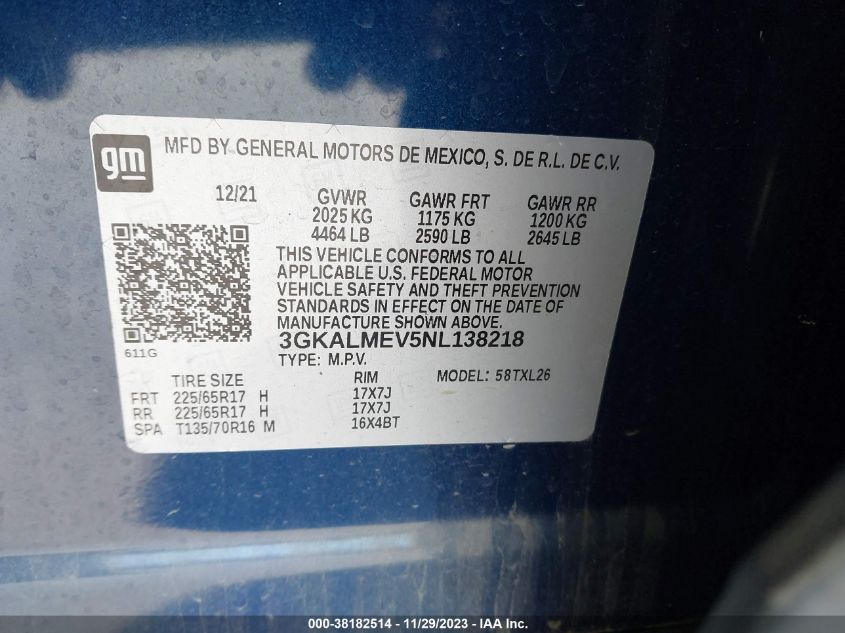 gm
MFD BY GENERAL MOTORS DE MEXICO, S. DE R.L. DE C.V.
12/21 GVWR GAWR FRT GAWR RR
2025 KG 1175 KG 1200 KG
4464 LB 2590 LB 2645 LB
THIS VEHICLE CONFORMS TO ALL
APPLICABLE U.S. FEDERAL MOTOR
VEHICLE SAFETY AND THEFT PREVENTION
STANDARDS IN EFFECT ON THE DATE OF
MANUFACTURE SHOWN ABOVE.
611G
3GKALMEV5NL138218
TYPE: M.P.V.
TIRE SIZE RIM MODEL: 58TXL26
FRT 225/65R17 H 17X7J
RR 225/65R17 H 17X7J
SPA T135/70R16 M 16X4BT
000-38182514 - 11/29/2023 - IAA Inc.